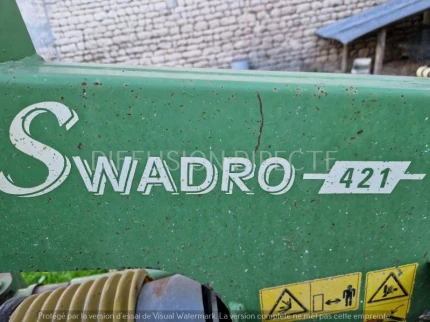 DIFFUSION DIRECTE
SWADRO 421
Protégé par la version d'essai de Visual Watermark. La version complète ne met pas cette empreinte.